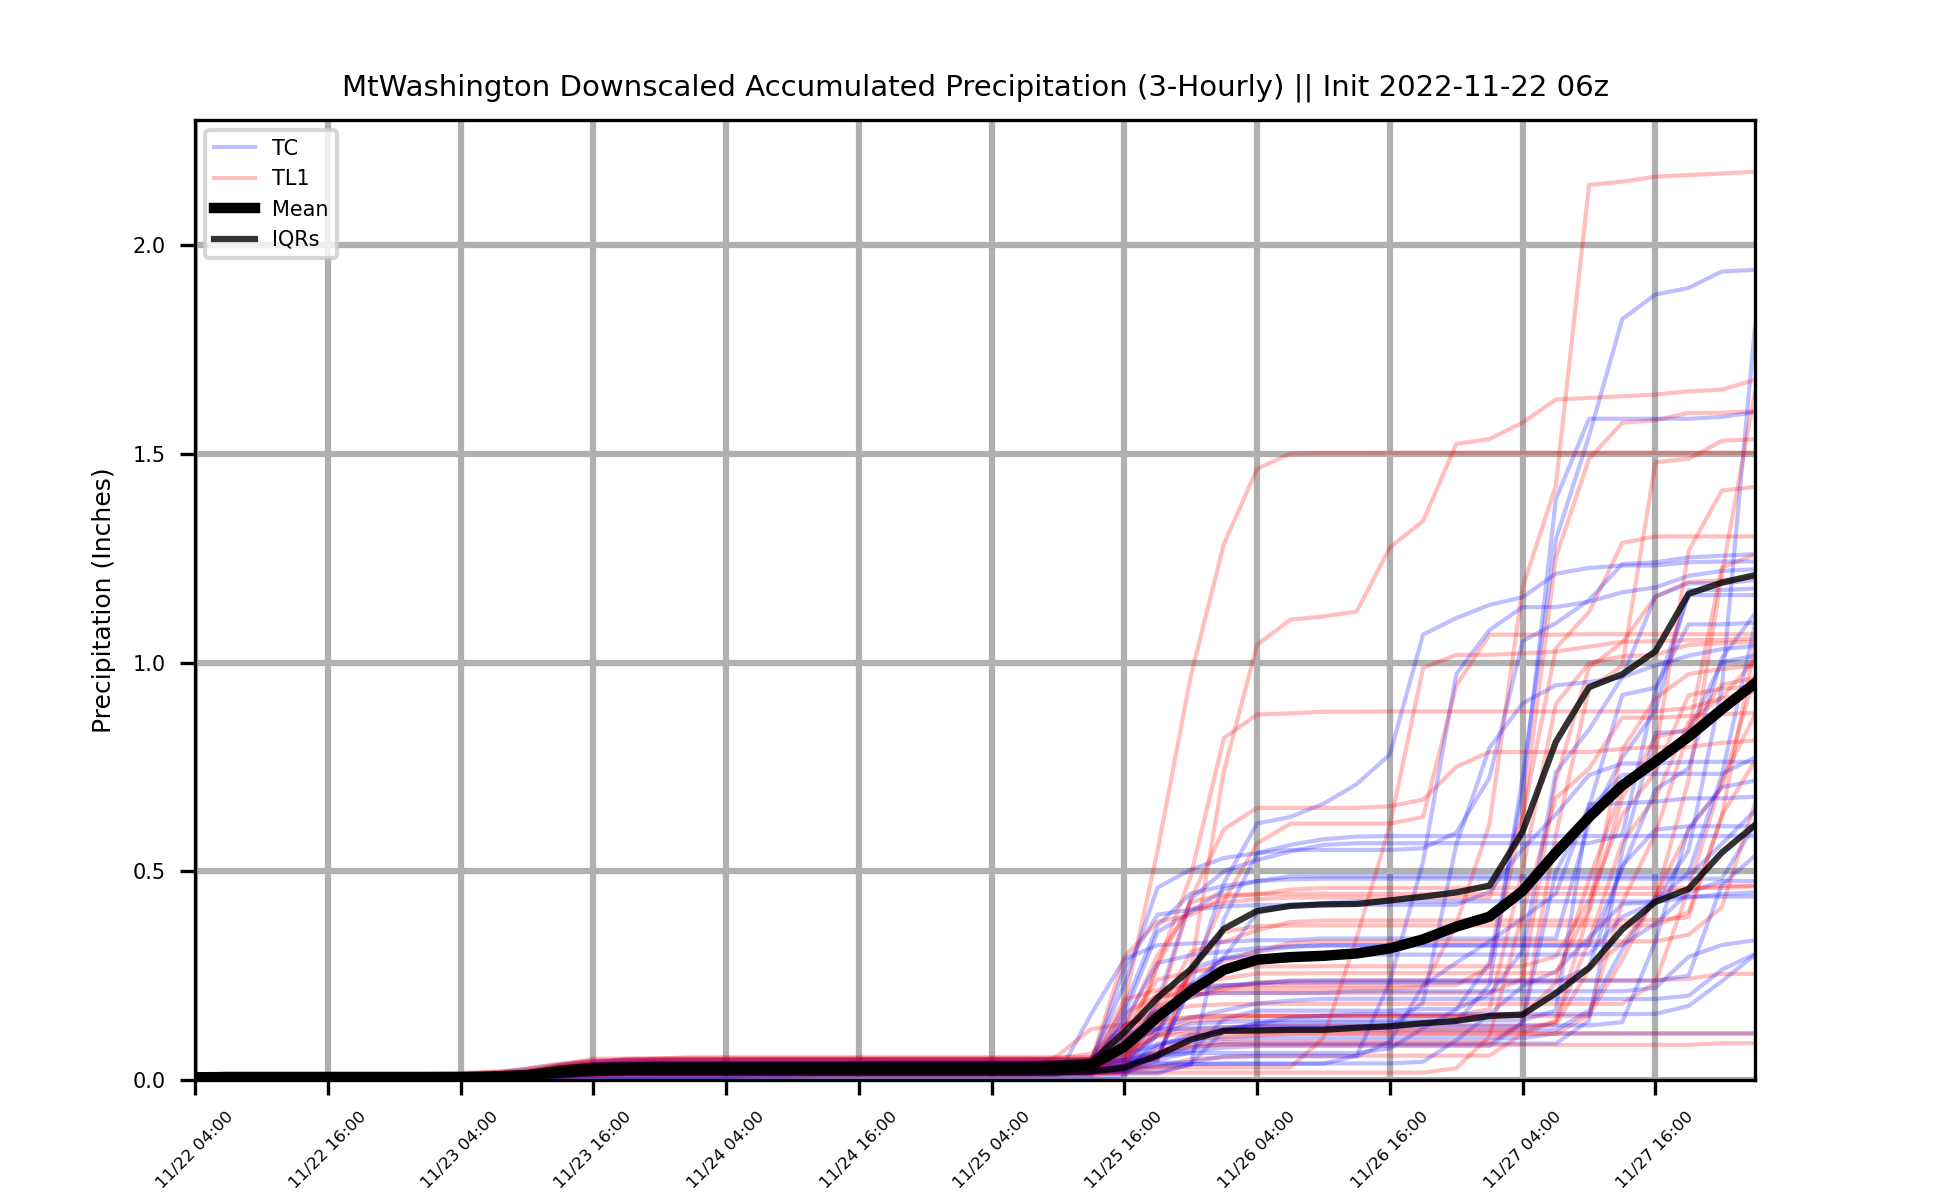 MtWashington Downscaled Accumulated Precipitation (3-Hourly) || Init 2022-11-22 06z
TC
TL1
Mean
IQRs
Precipitation (Inches)
2.0
1.5
1.0
0.5
0.0
11/22 04:00
11/22 16:00
11/23 04:00
11/23 16:00
11/24 04:00
11/24 16:00
11/25 04:00
11/25 16:00
11/26 04:00
11/26 16:00
11/27 04:00
11/27 16:00